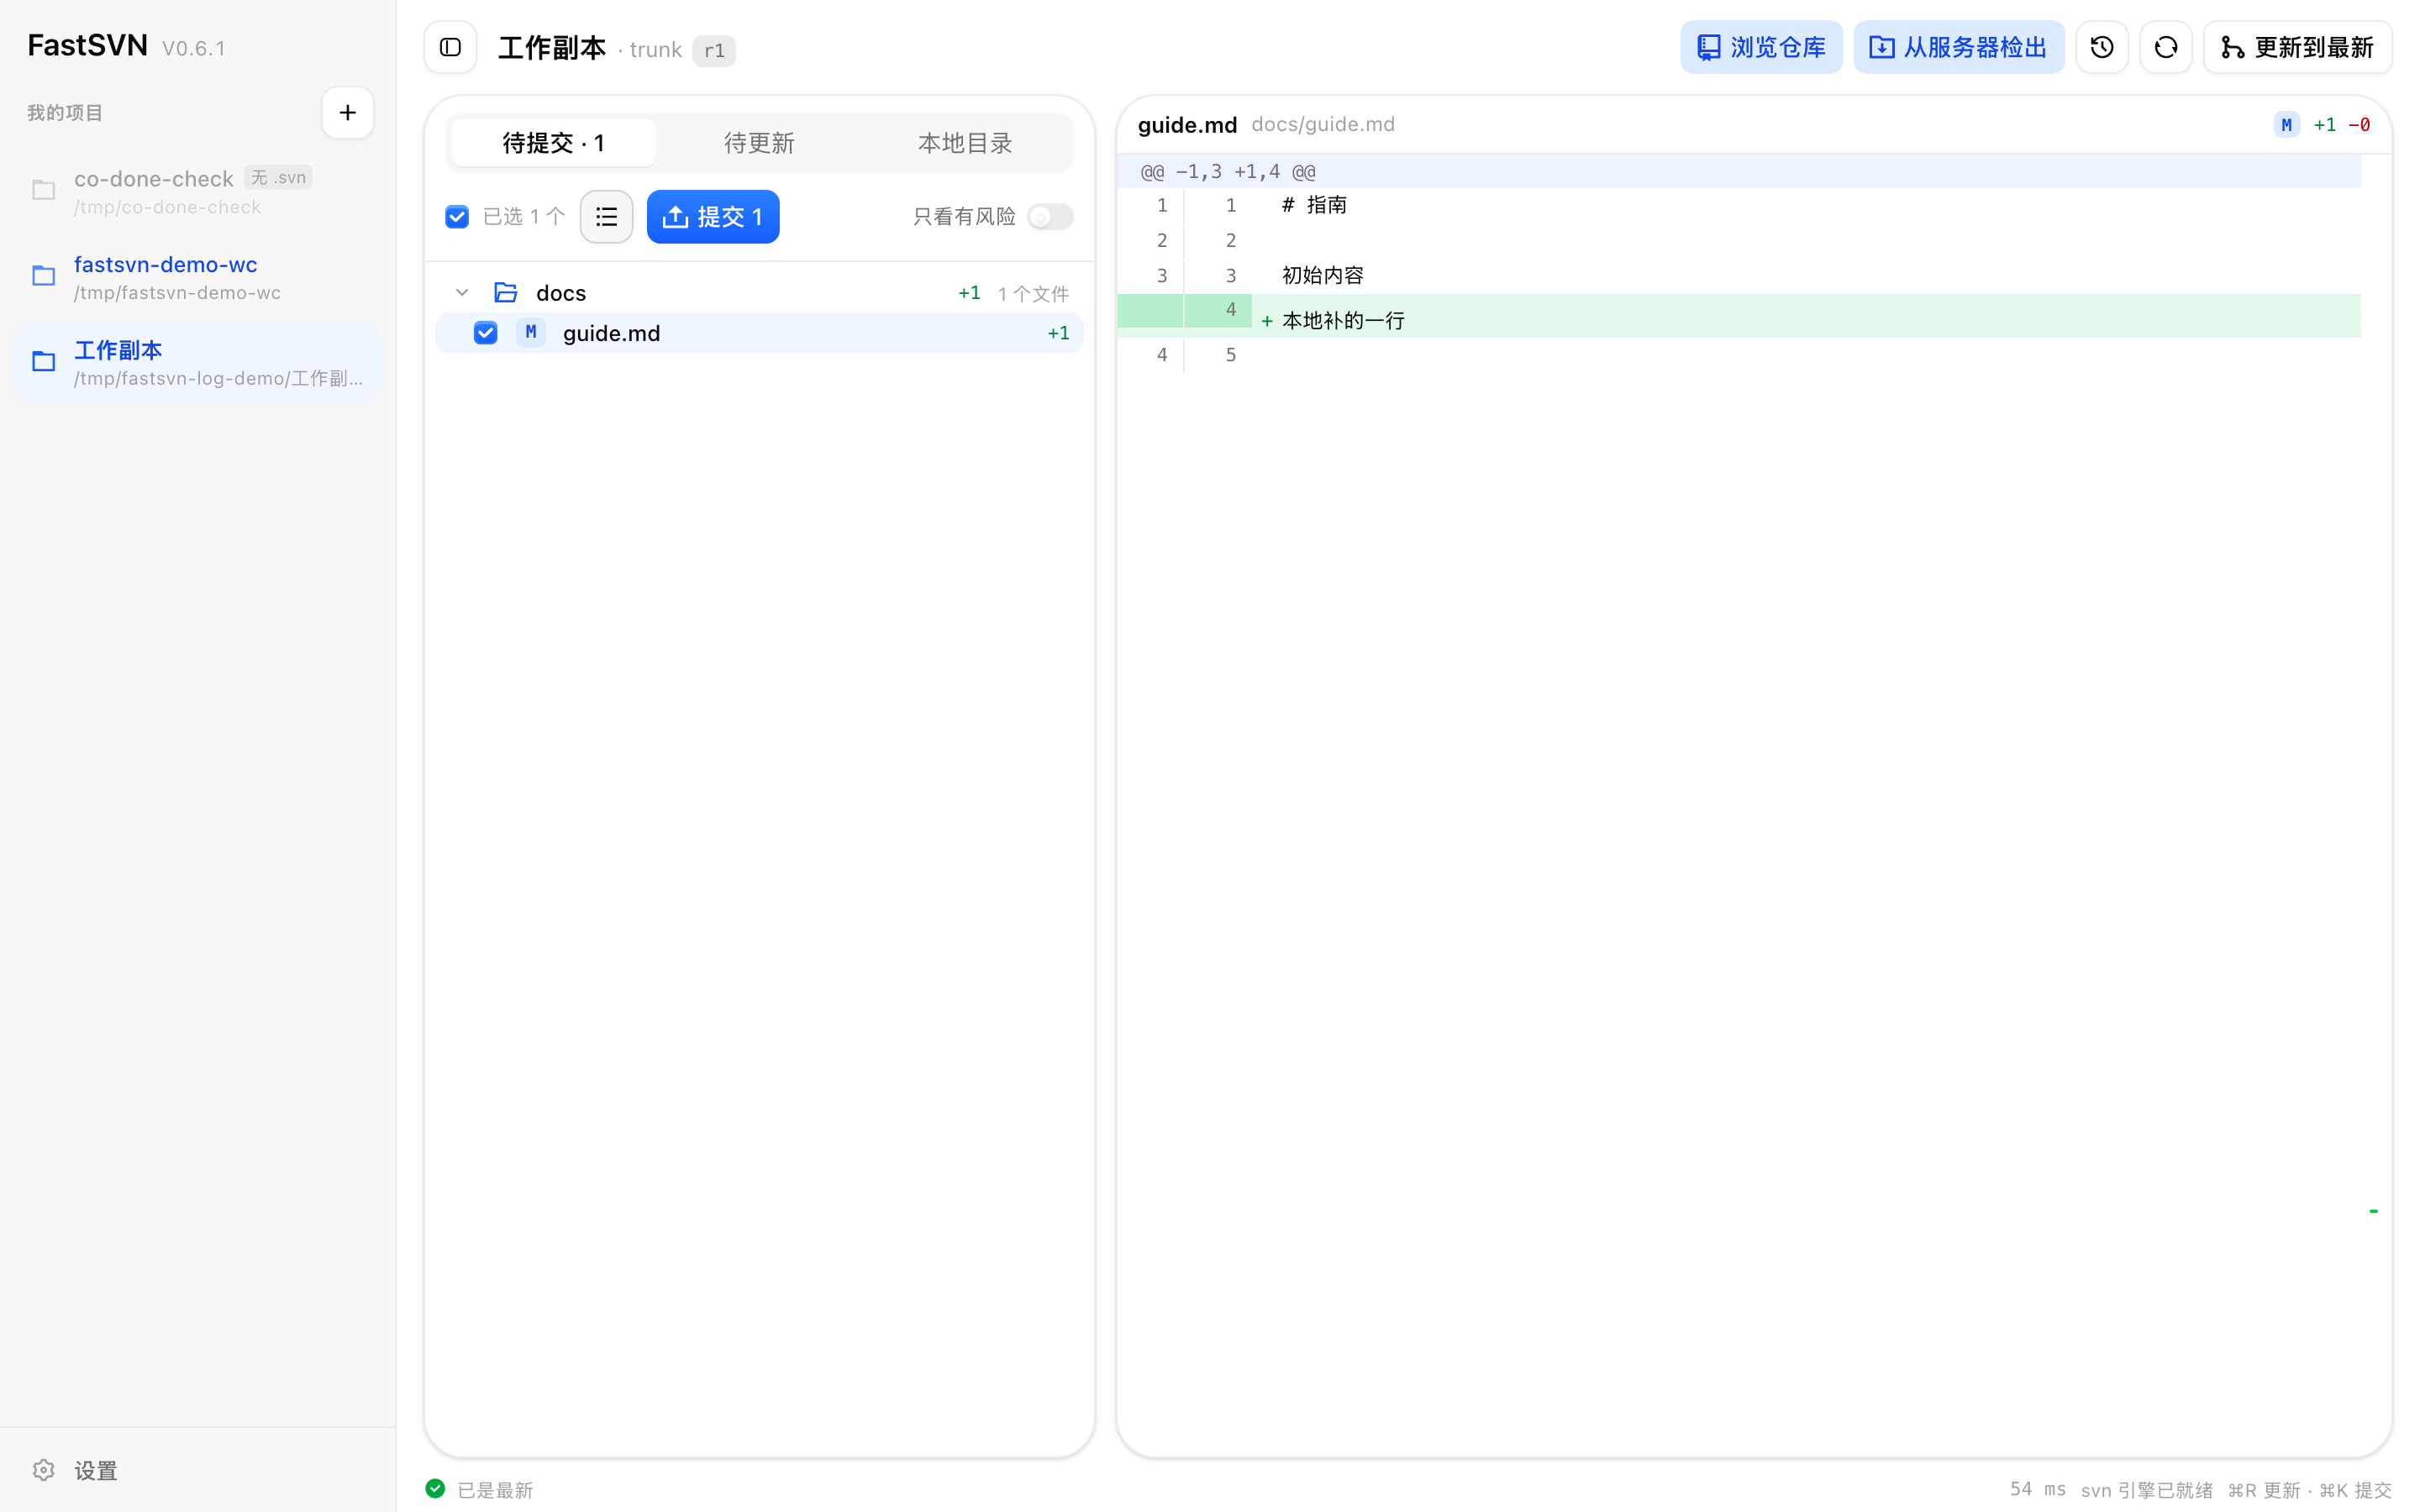 FastSVN V0.6.1
我的项目
co-done-check 无 .svn
/tmp/co-done-check
fastsvn-demo-wc
/tmp/fastsvn-demo-wc
工作副本
/tmp/fastsvn-log-demo/工作副...
设置
工作副本 · trunk r1
浏览仓库 从服务器检出 更新到最新
待提交 · 1 待更新 本地目录
已选 1 个 提交 1 只看有风险
docs +1 1 个文件
M guide.md +1
guide.md docs/guide.md M +1 −0
@@ −1,3 +1,4 @@
1 1 # 指南
2 2
3 3 初始内容
4 + 本地补的一行
4 5
已是最新
54 ms svn 引擎已就绪 ⌘R 更新 · ⌘K 提交